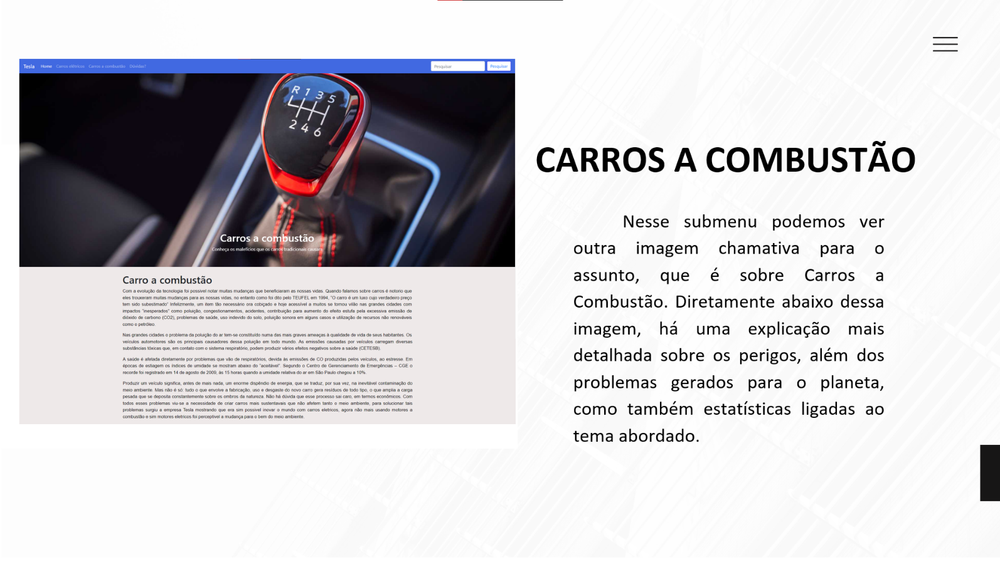 Tesla Home Carros elétricos Carros a combustão Dúvidas? Pesquisar Pesquisar
R 1 3 5
2 4 6
Carros a combustão
Conheça os malefícios que os carros tradicionais causam
Carro a combustão
Com a evolução da tecnologia foi possivel notar muitas mudanças que beneficiaram as nossas vidas. Quando falamos sobre carros é notorio que
eles trouxeram muitas mudanças para as nossas vidas, no entanto como foi dito pelo TEUFEL em 1994, "O carro é um luxo cujo verdadeiro preço
tem sido subestimado" Infelizmente, um item tão necessário ora cobiçado e hoje acessível a muitos se tornou vilão nas grandes cidades com
impactos "inesperados" como poluição, congestionamentos, acidentes, contribuição para aumento do efeito estufa pela excessiva emissão de
dióxido de carbono (CO2), problemas de saúde, uso indevido do solo, poluição sonora em alguns casos e utilização de recursos não renováveis
como o petróleo.
Nas grandes cidades o problema da poluição do ar tem-se constituído numa das mais graves ameaças à qualidade de vida de seus habitantes. Os
veículos automotores são os principais causadores dessa poluição em todo mundo. As emissões causadas por veículos carregam diversas
substâncias tóxicas que, em contato com o sistema respiratório, podem produzir vários efeitos negativos sobre a saúde (CETESB).
A saúde é afetada diretamente por problemas que vão de respiratórios, devida às emissões de CO produzidas pelos veículos, ao estresse. Em
épocas de estiagem os índices de umidade se mostram abaixo do "aceitável". Segundo o Centro de Gerenciamento de Emergências – CGE o
recorde foi registrado em 14 de agosto de 2009, às 15 horas quando a umidade relativa do ar em São Paulo chegou a 10%.
Produzir um veículo significa, antes de mais nada, um enorme dispêndio de energia, que se traduz, por sua vez, na inevitável contaminação do
meio ambiente. Mas não é só: tudo o que envolve a fabricação, uso e desgaste do novo carro gera resíduos de todo tipo, o que amplia a carga
pesada que se deposita constantemente sobre os ombros da natureza. Não há dúvida que esse processo sai caro, em termos econômicos. Com
todos esses problemas viu-se a necessidade de criar carros mais sustentavais que não afetem tanto o meio ambiente, para solucionar tais
problemas surgiu a empresa Tesla mostrando que era sim possivel inovar o mundo com carros eletricos, agora não mais usando motores a
combustão e sim motores eletricos foi perceptivel a mudança para o bem do meio ambiente.
CARROS A COMBUSTÃO
Nesse submenu podemos ver
outra imagem chamativa para o
assunto, que é sobre Carros a
Combustão. Diretamente abaixo dessa
imagem, há uma explicação mais
detalhada sobre os perigos, além dos
problemas gerados para o planeta,
como também estatísticas ligadas ao
tema abordado.